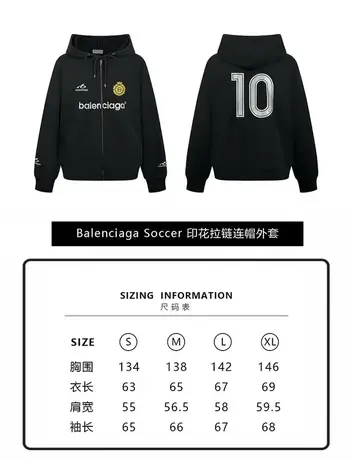 balenciaga
10
Balenciaga Soccer 印花拉链连帽外套
SIZING INFORMATION
尺码表
SIZE S M L XL
胸围 134 138 142 146
衣长 63 65 67 69
肩宽 55 56.5 58 59.5
袖长 65 66 67 68